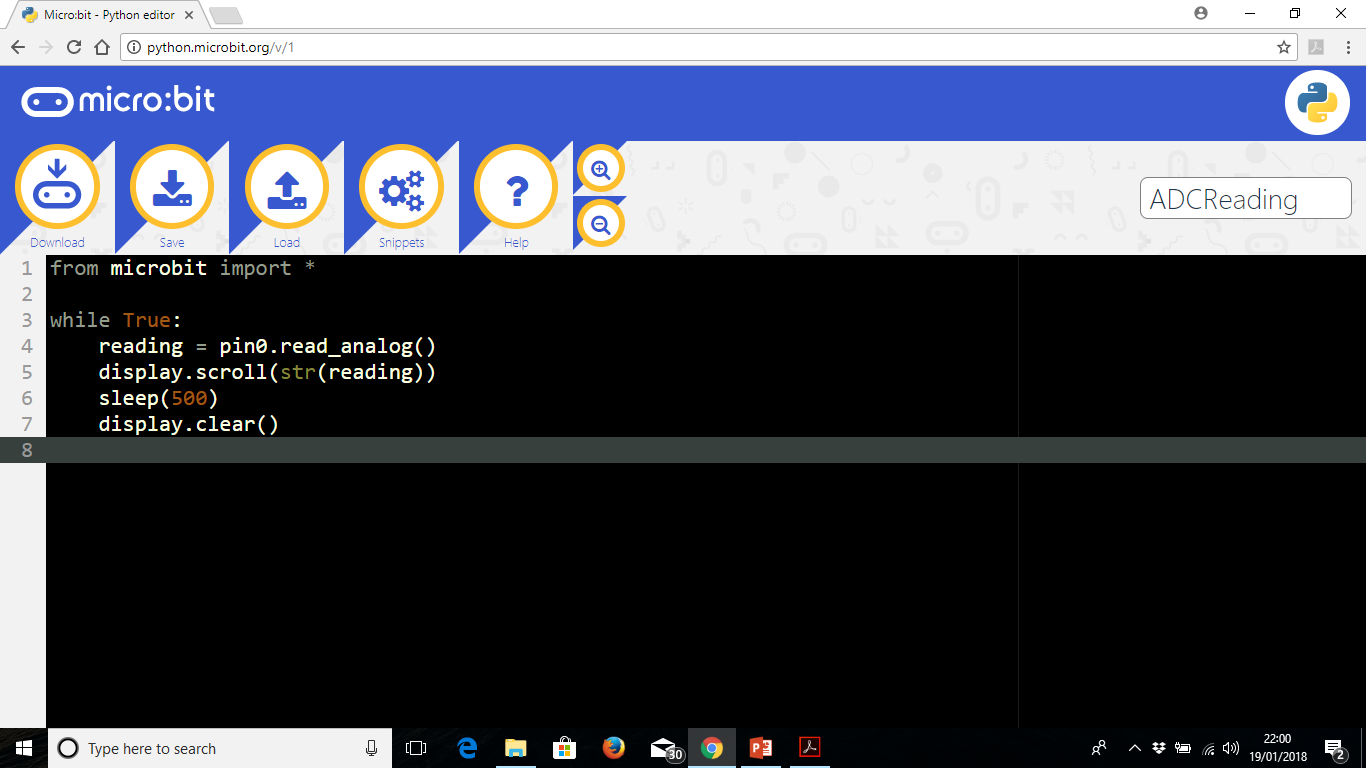 Micro:bit - Python editor
python.microbit.org/v/1
micro:bit
Download
Save
Load
Snippets
Help
ADCReading
1 from microbit import *
2
3 while True:
4     reading = pin0.read_analog()
5     display.scroll(str(reading))
6     sleep(500)
7     display.clear()
8
Type here to search
30
22:00
19/01/2018
2